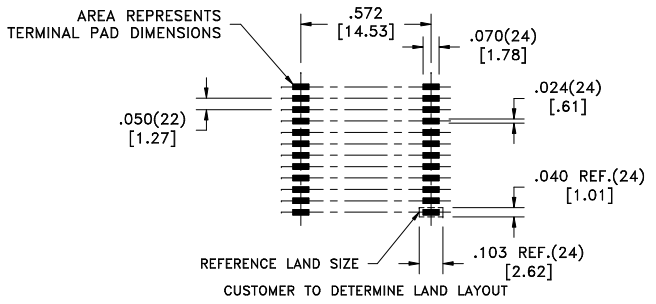 AREA REPRESENTS
TERMINAL PAD DIMENSIONS
.572
[14.53]
.070(24)
[1.78]
.050(22)
[1.27]
.024(24)
[.61]
.040 REF.(24)
[1.01]
REFERENCE LAND SIZE
.103 REF.(24)
[2.62]
CUSTOMER TO DETERMINE LAND LAYOUT